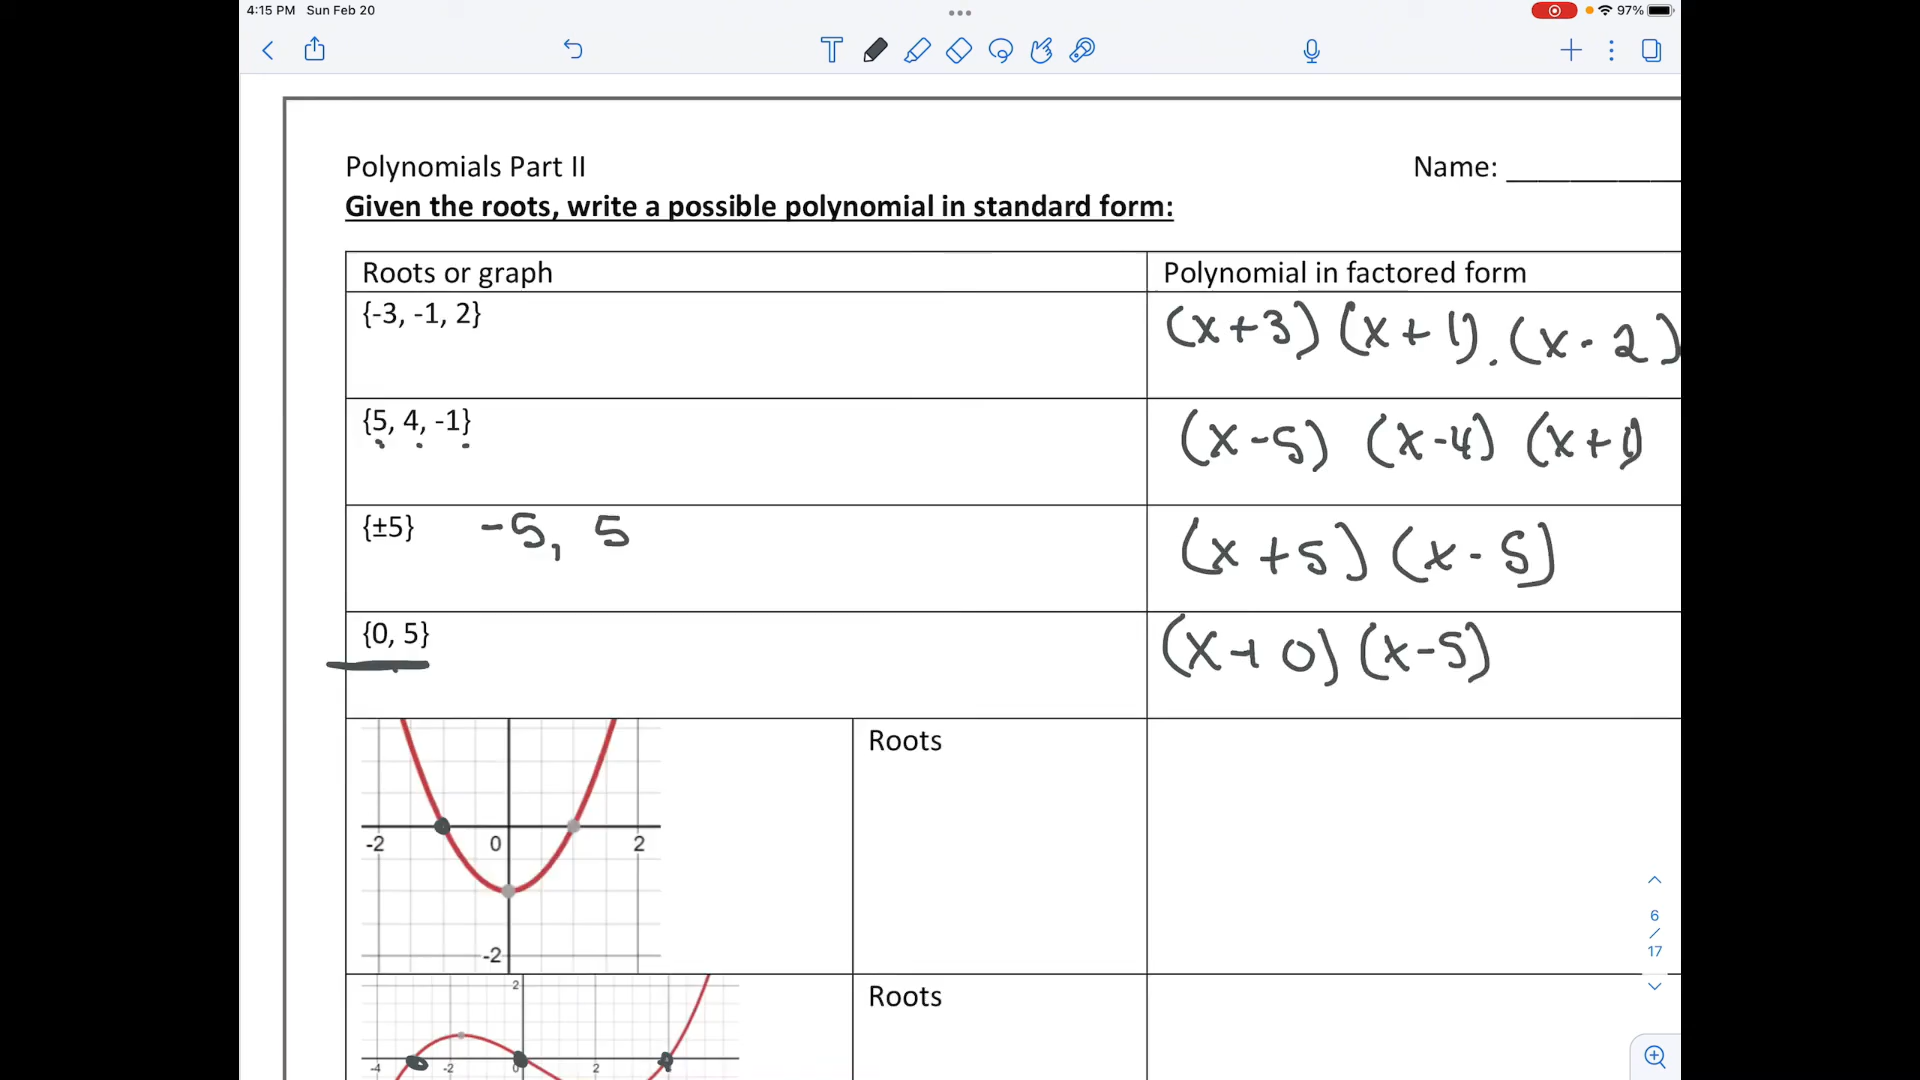 4:15 PM Sun Feb 20
97%
Polynomials Part II
Name: ____________
Given the roots, write a possible polynomial in standard form:
Roots or graph
Polynomial in factored form
{-3, -1, 2}
(x+3) (x+1).(x-2)
{5, 4, -1}
(x-5) (x-4) (x+1)
{±5} -5, 5
(x+5) (x-5)
{0, 5}
(x+0) (x-5)
Roots
-2 0 2
-2
6
/
17
Roots
2
-4 -2 0 2